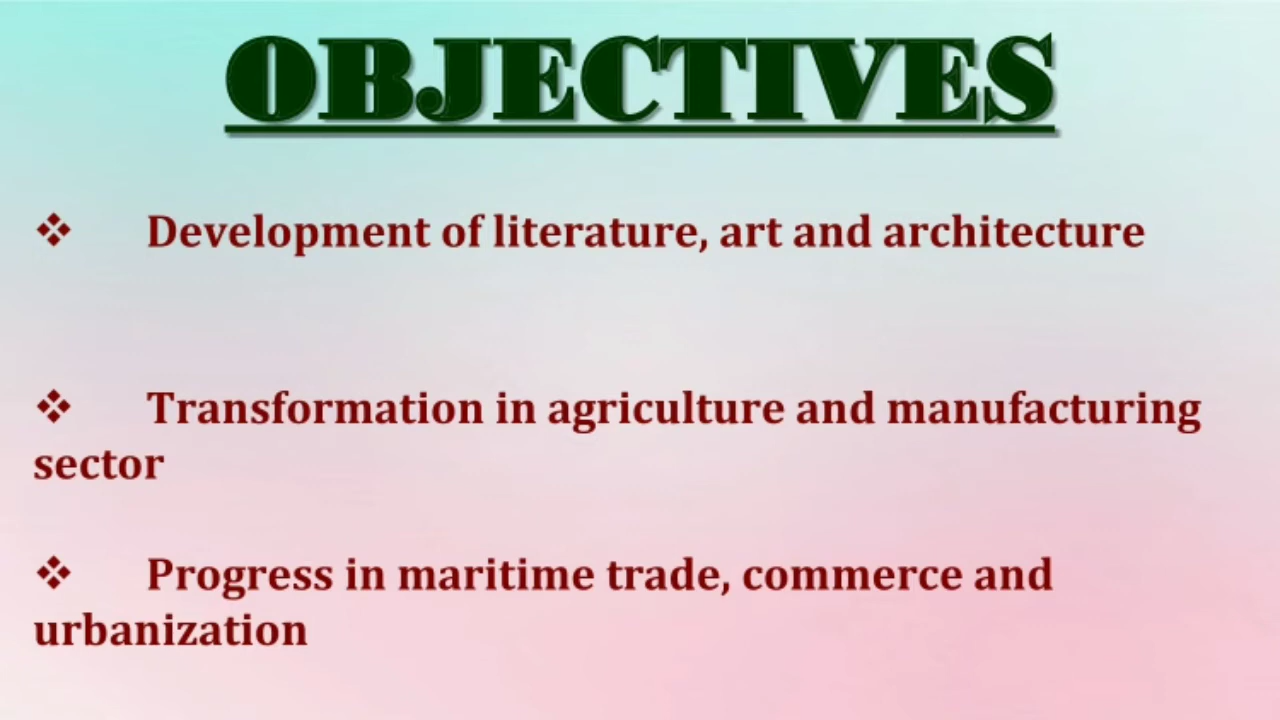 OBJECTIVES
❖ Development of literature, art and architecture
❖ Transformation in agriculture and manufacturing
sector
❖ Progress in maritime trade, commerce and
urbanization